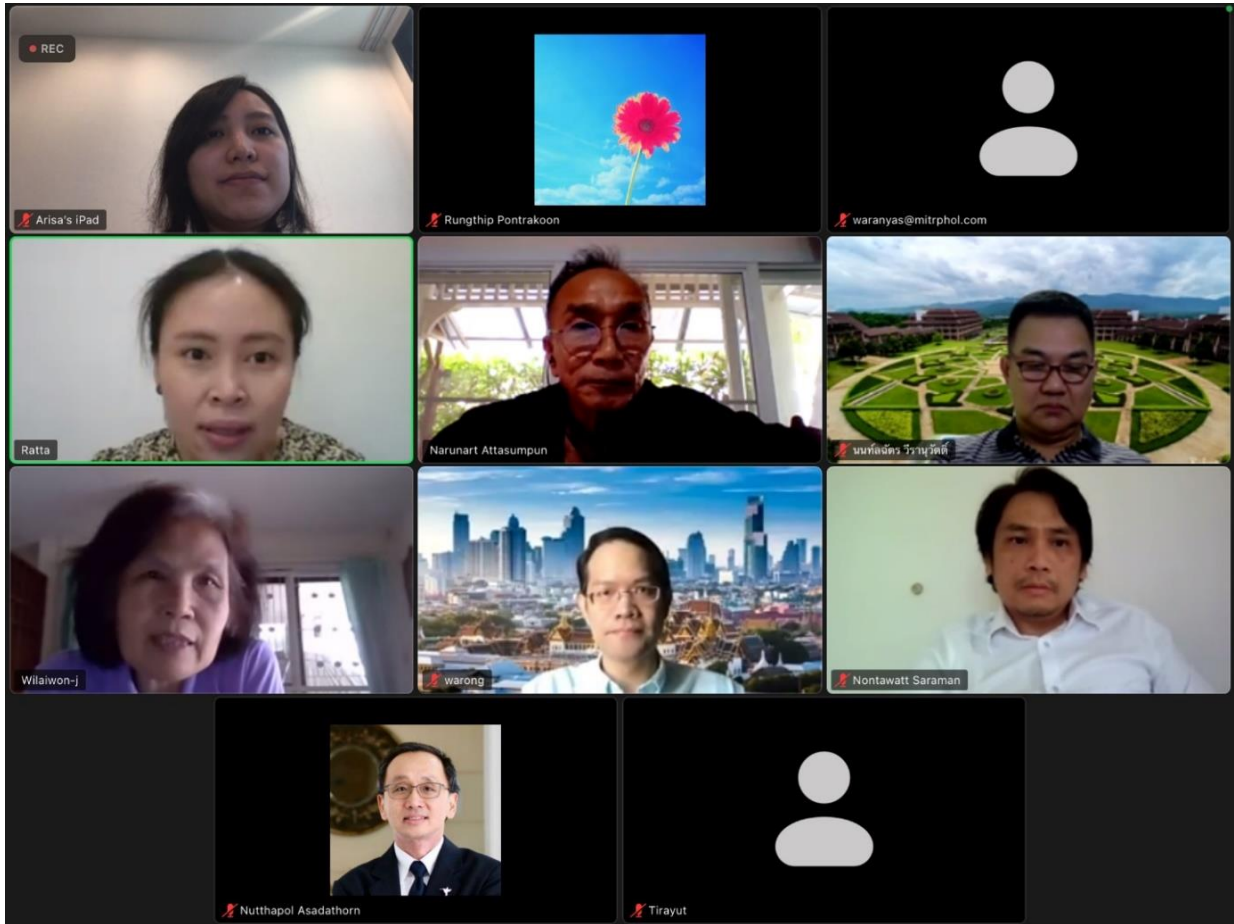 REC
Arisa's iPad
Rungthip Pontrakoon
waranyas@mitrphol.com
Ratta
Narunart Attasumpun
นนท์ลฉัตร วีรานุวัตติ์
Wilaiwon-j
warong
Nontawatt Saraman
Nutthapol Asadathorn
Tirayut